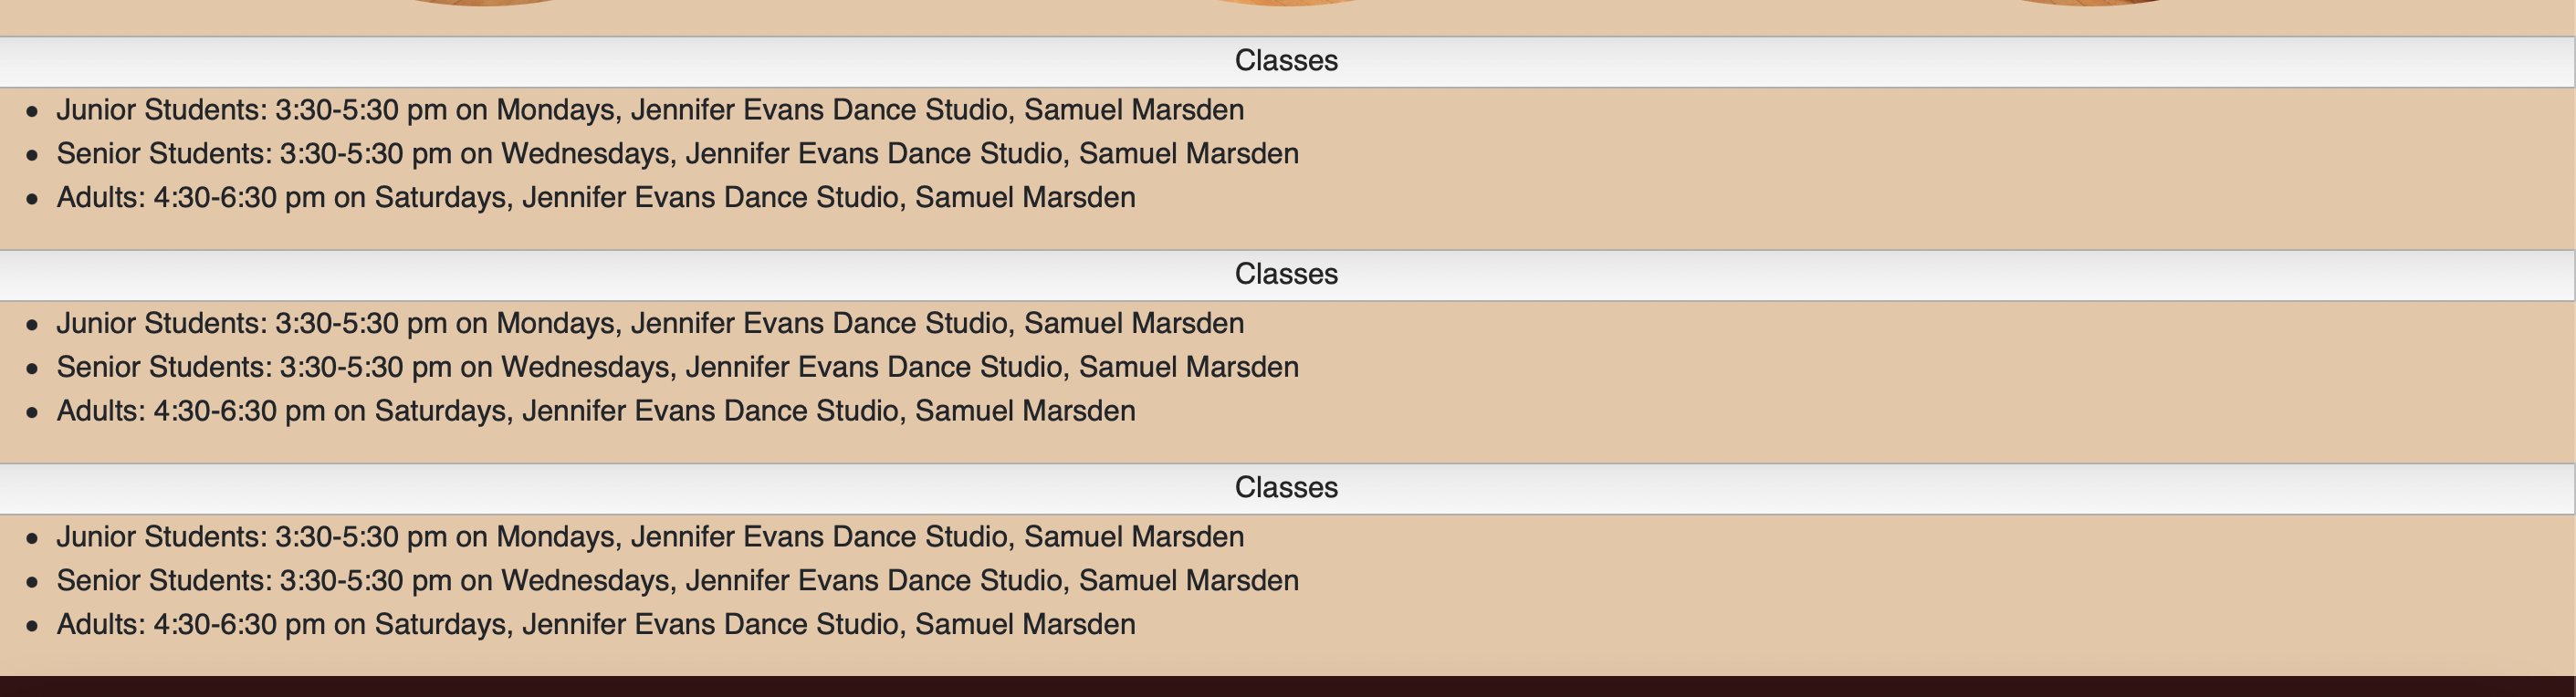 Classes
• Junior Students: 3:30-5:30 pm on Mondays, Jennifer Evans Dance Studio, Samuel Marsden
• Senior Students: 3:30-5:30 pm on Wednesdays, Jennifer Evans Dance Studio, Samuel Marsden
• Adults: 4:30-6:30 pm on Saturdays, Jennifer Evans Dance Studio, Samuel Marsden
Classes
• Junior Students: 3:30-5:30 pm on Mondays, Jennifer Evans Dance Studio, Samuel Marsden
• Senior Students: 3:30-5:30 pm on Wednesdays, Jennifer Evans Dance Studio, Samuel Marsden
• Adults: 4:30-6:30 pm on Saturdays, Jennifer Evans Dance Studio, Samuel Marsden
Classes
• Junior Students: 3:30-5:30 pm on Mondays, Jennifer Evans Dance Studio, Samuel Marsden
• Senior Students: 3:30-5:30 pm on Wednesdays, Jennifer Evans Dance Studio, Samuel Marsden
• Adults: 4:30-6:30 pm on Saturdays, Jennifer Evans Dance Studio, Samuel Marsden